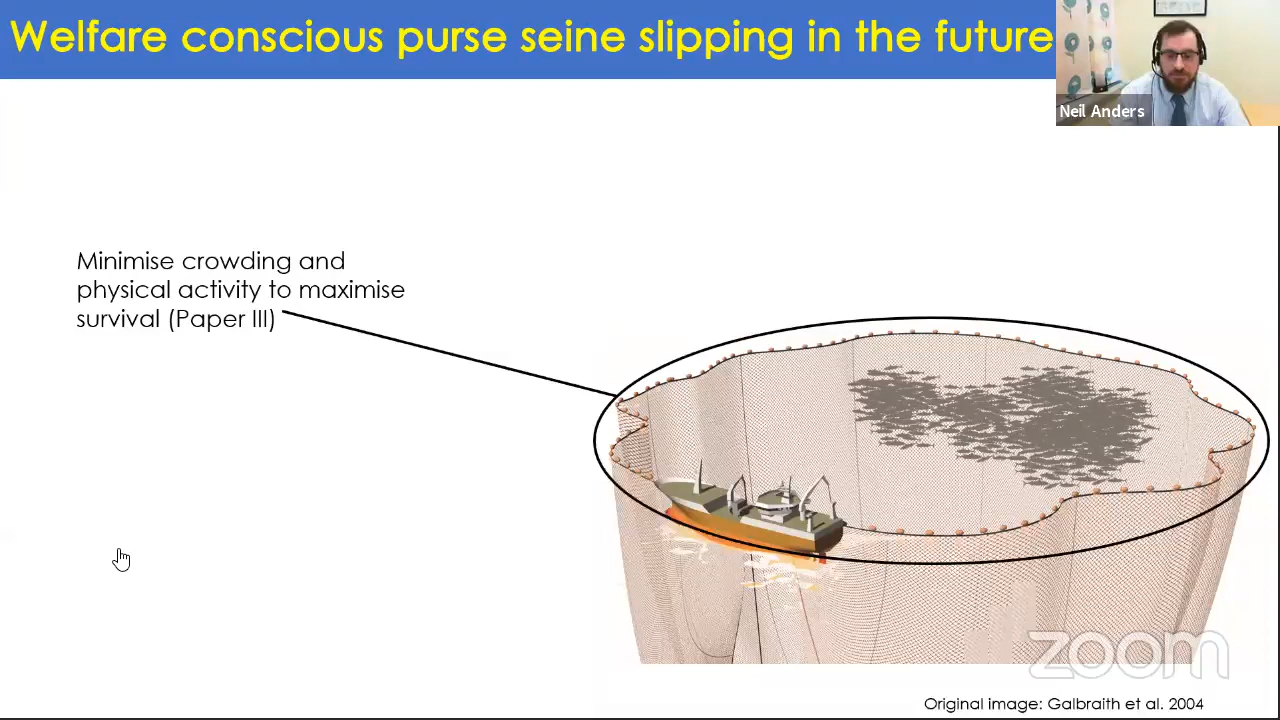 Welfare conscious purse seine slipping in the future
Neil Anders
Minimise crowding and
physical activity to maximise
survival (Paper III)
zoom
Original image: Galbraith et al. 2004